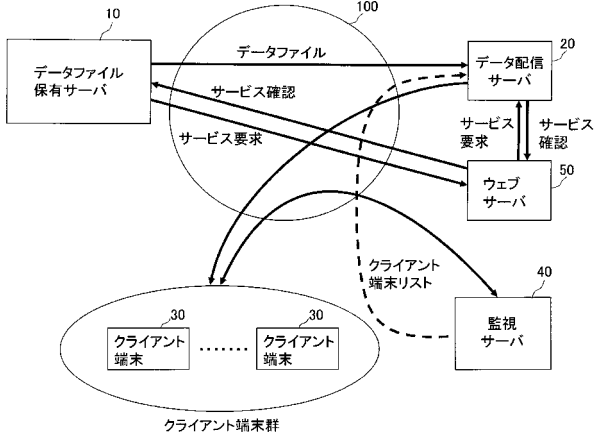 10
データファイル
保有サーバ
100
データファイル
20
データ配信
サーバ
サービス確認
サービス要求
サービス
要求
サービス
確認
50
ウェブ
サーバ
クライアント
端末リスト
40
監視
サーバ
30
クライアント
端末
........
30
クライアント
端末
クライアント端末群